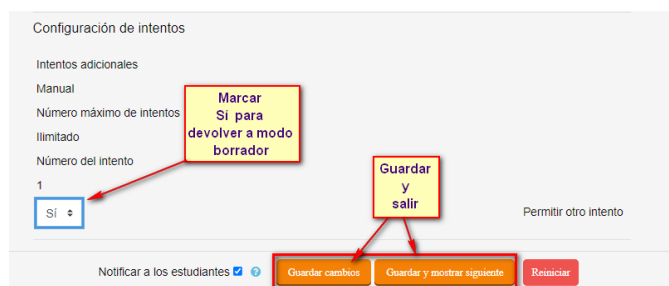 Configuración de intentos
Intentos adicionales
Manual
Número máximo de intentos
Ilimitado
Número del intento
1
Sí
Permitir otro intento
Marcar
Sí para
devolver a modo
borrador
Guardar
y
salir
Notificar a los estudiantes
Guardar cambios
Guardar y mostrar siguiente
Reiniciar